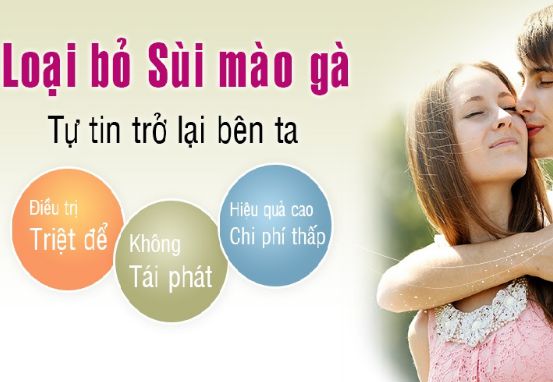 Loại bỏ Sùi mào gà
Tự tin trở lại bên ta
Điều trị
Triệt để
Không
Tái phát
Hiệu quả cao
Chi phí thấp